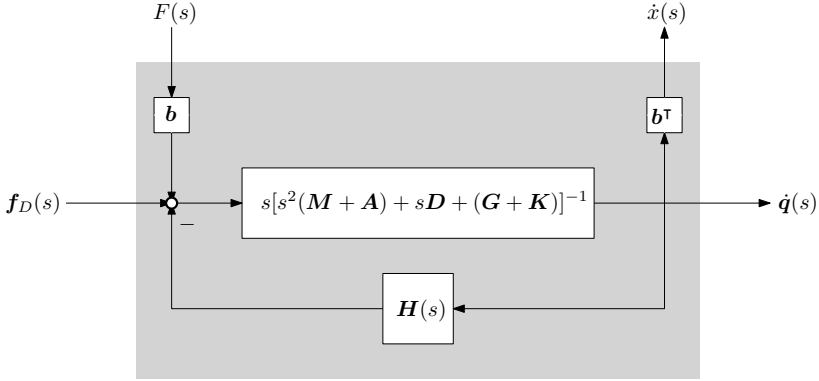 F(s)
ẋ(s)
b
bᵀ
f_D(s)
s[s²(M + A) + sD + (G + K)]⁻¹
q̇(s)
−
H(s)